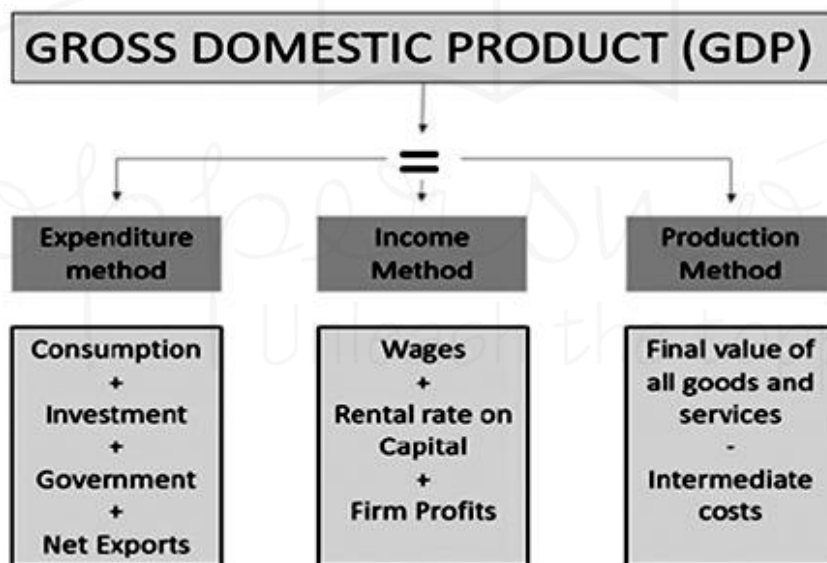 GROSS DOMESTIC PRODUCT (GDP)
=
Expenditure
method
Income
Method
Production
Method
Consumption
+
Investment
+
Government
+
Net Exports
Wages
+
Rental rate on
Capital
+
Firm Profits
Final value of
all goods and
services
-
Intermediate
costs